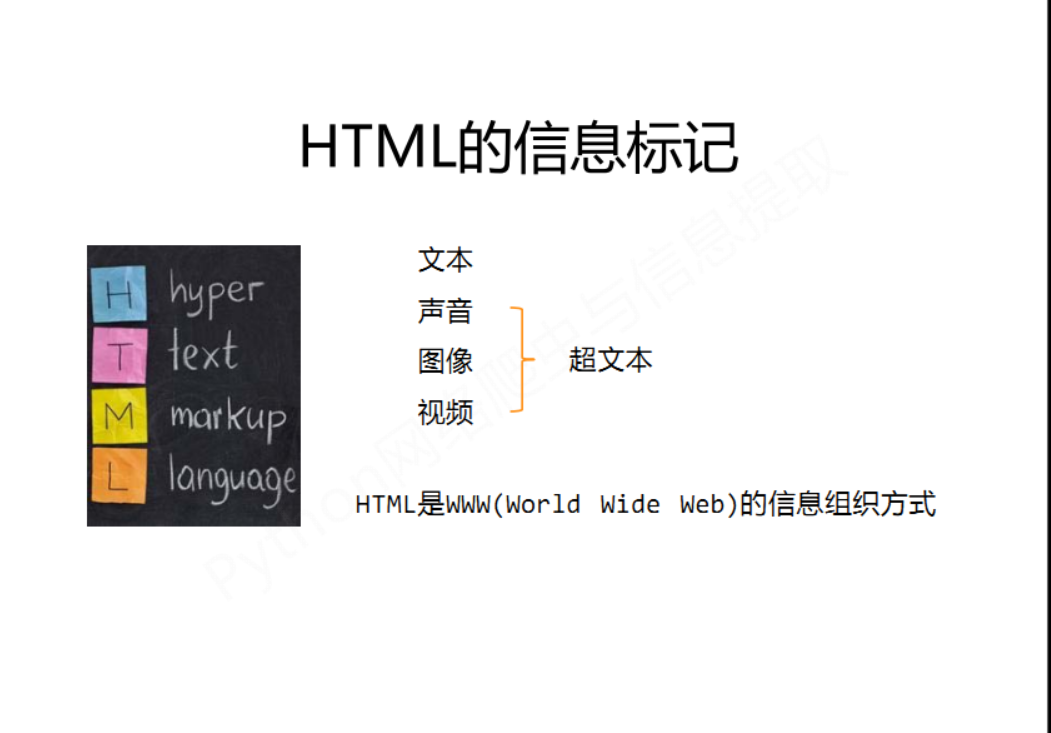 HTML的信息标记
H hyper
T text
M markup
L language
文本
声音
图像
视频
超文本
HTML是WWW(World Wide Web)的信息组织方式
Python网络爬虫与信息提取